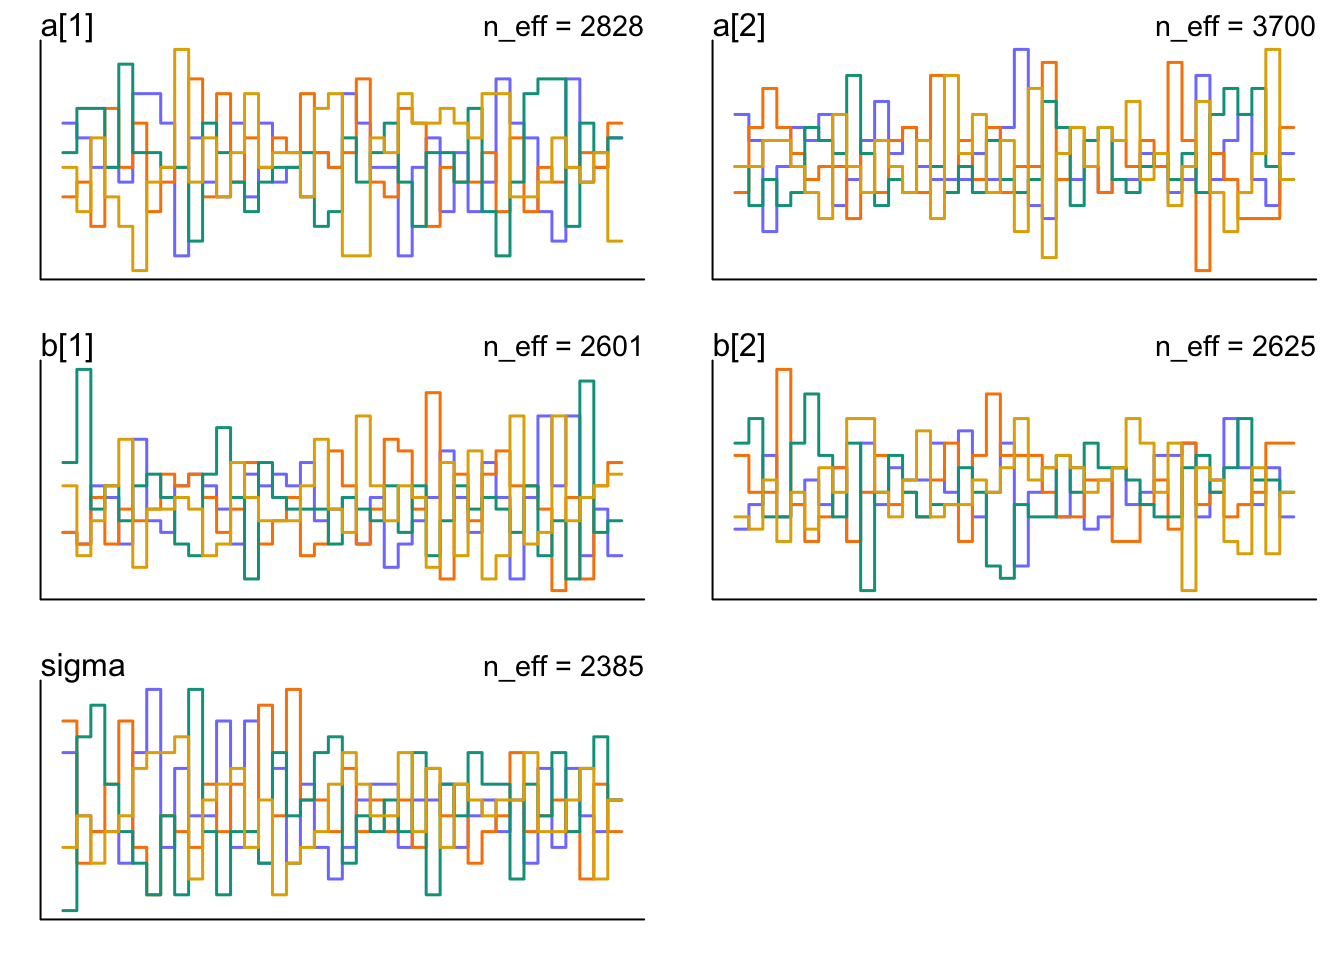 a[1] n_eff = 2828
a[2] n_eff = 3700
b[1] n_eff = 2601
b[2] n_eff = 2625
sigma n_eff = 2385